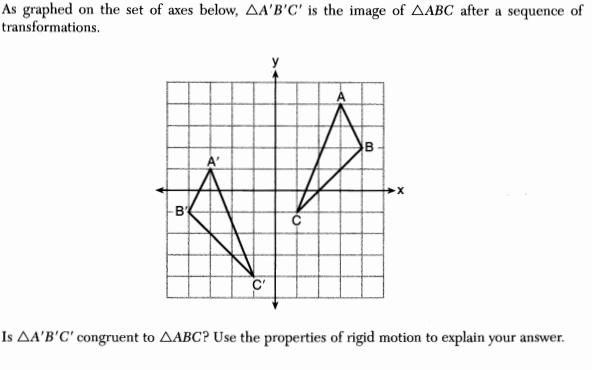 As graphed on the set of axes below, △A'B'C' is the image of △ABC after a sequence of
transformations.
y
A
B
A'
x
B'
C
C'
Is △A'B'C' congruent to △ABC? Use the properties of rigid motion to explain your answer.